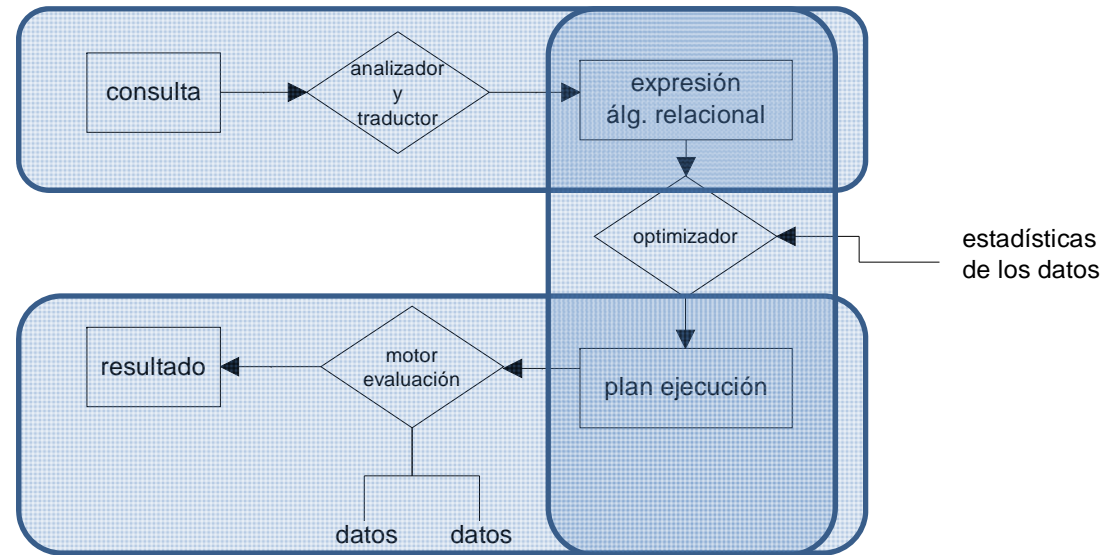 consulta
analizador
y
traductor
expresión
álg. relacional
optimizador
estadísticas
de los datos
resultado
motor
evaluación
plan ejecución
datos
datos